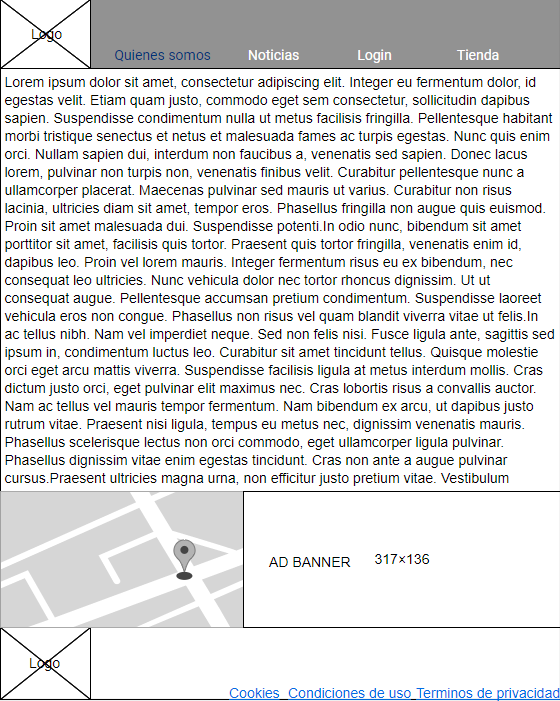 Logo
Quienes somos Noticias Login Tienda
Lorem ipsum dolor sit amet, consectetur adipiscing elit. Integer eu fermentum dolor, id
egestas velit. Etiam quam justo, commodo eget sem consectetur, sollicitudin dapibus
sapien. Suspendisse condimentum nulla ut metus facilisis fringilla. Pellentesque habitant
morbi tristique senectus et netus et malesuada fames ac turpis egestas. Nunc quis enim
orci. Nullam sapien dui, interdum non faucibus a, venenatis sed sapien. Donec lacus
lorem, pulvinar non turpis non, venenatis finibus velit. Curabitur pellentesque nunc a
ullamcorper placerat. Maecenas pulvinar sed mauris ut varius. Curabitur non risus
lacinia, ultricies diam sit amet, tempor eros. Phasellus fringilla non augue quis euismod.
Proin sit amet malesuada dui. Suspendisse potenti.In odio nunc, bibendum sit amet
porttitor sit amet, facilisis quis tortor. Praesent quis tortor fringilla, venenatis enim id,
dapibus leo. Proin vel lorem mauris. Integer fermentum risus eu ex bibendum, nec
consequat leo ultricies. Nunc vehicula dolor nec tortor rhoncus dignissim. Ut ut
consequat augue. Pellentesque accumsan pretium condimentum. Suspendisse laoreet
vehicula eros non congue. Phasellus non risus vel quam blandit viverra vitae ut felis.In
ac tellus nibh. Nam vel imperdiet neque. Sed non felis nisi. Fusce ligula ante, sagittis sed
ipsum in, condimentum luctus leo. Curabitur sit amet tincidunt tellus. Quisque molestie
orci eget arcu mattis viverra. Suspendisse facilisis ligula at metus interdum mollis. Cras
dictum justo orci, eget pulvinar elit maximus nec. Cras lobortis risus a convallis auctor.
Nam ac tellus vel mauris tempor fermentum. Nam bibendum ex arcu, ut dapibus justo
rutrum vitae. Praesent nisi ligula, tempus eu metus nec, dignissim venenatis mauris.
Phasellus scelerisque lectus non orci commodo, eget ullamcorper ligula pulvinar.
Phasellus dignissim vitae enim egestas tincidunt. Cras non ante a augue pulvinar
cursus.Praesent ultricies magna urna, non efficitur justo pretium vitae. Vestibulum
AD BANNER 317×136
Logo
Cookies Condiciones de uso Terminos de privacidad